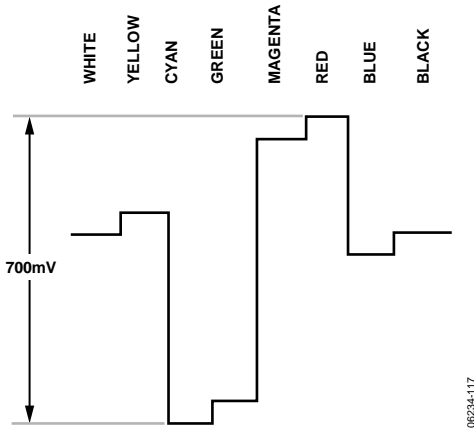 WHITE
YELLOW
CYAN
GREEN
MAGENTA
RED
BLUE
BLACK
700mV
06234-117